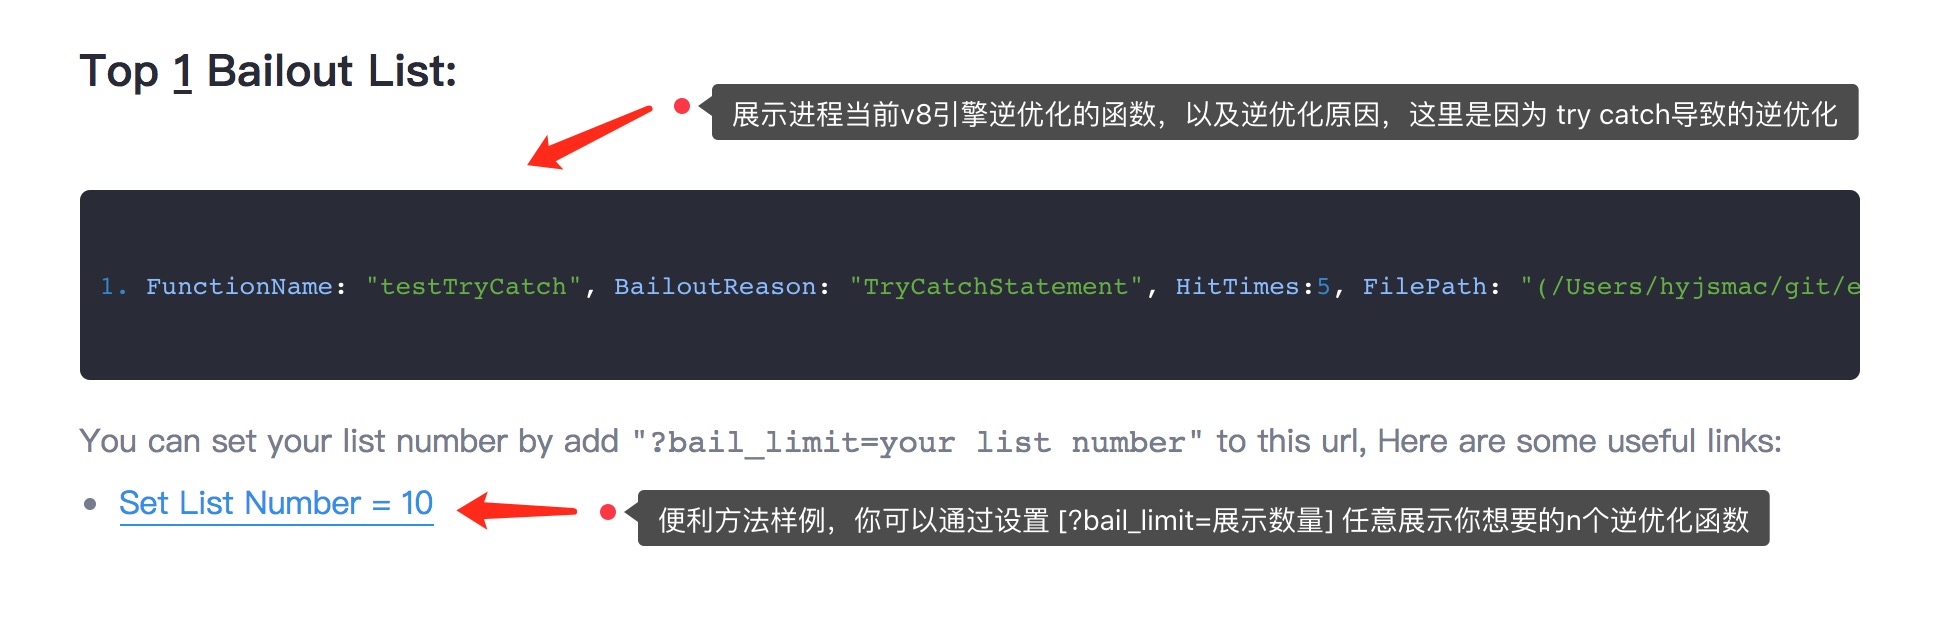 Top 1 Bailout List:
展示进程当前v8引擎逆优化的函数，以及逆优化原因，这里是因为 try catch导致的逆优化
1. FunctionName: "testTryCatch", BailoutReason: "TryCatchStatement", HitTimes:5, FilePath: "(/Users/hyjsmac/git/e
You can set your list number by add "?bail_limit=your list number" to this url, Here are some useful links:
• Set List Number = 10
便利方法样例，你可以通过设置 [?bail_limit=展示数量] 任意展示你想要的n个逆优化函数